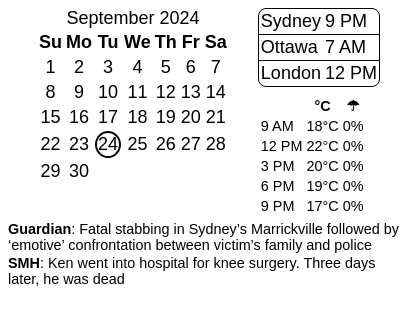 September 2024
Su Mo Tu We Th Fr Sa
1 2 3 4 5 6 7
8 9 10 11 12 13 14
15 16 17 18 19 20 21
22 23 24 25 26 27 28
29 30
Sydney 9 PM
Ottawa 7 AM
London 12 PM
°C ☂
9 AM 18°C 0%
12 PM 22°C 0%
3 PM 20°C 0%
6 PM 19°C 0%
9 PM 17°C 0%
Guardian: Fatal stabbing in Sydney’s Marrickville followed by
‘emotive’ confrontation between victim’s family and police
SMH: Ken went into hospital for knee surgery. Three days
later, he was dead